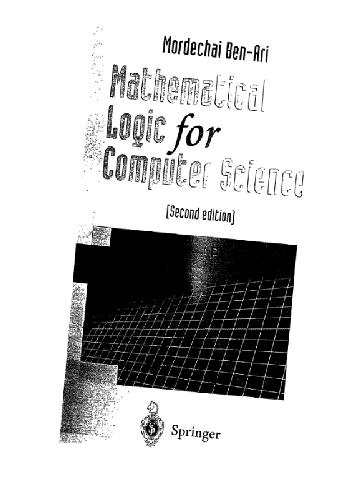 Mordechai Ben-Ari
Mathematical
Logic for
Computer Science
(Second edition)
Springer